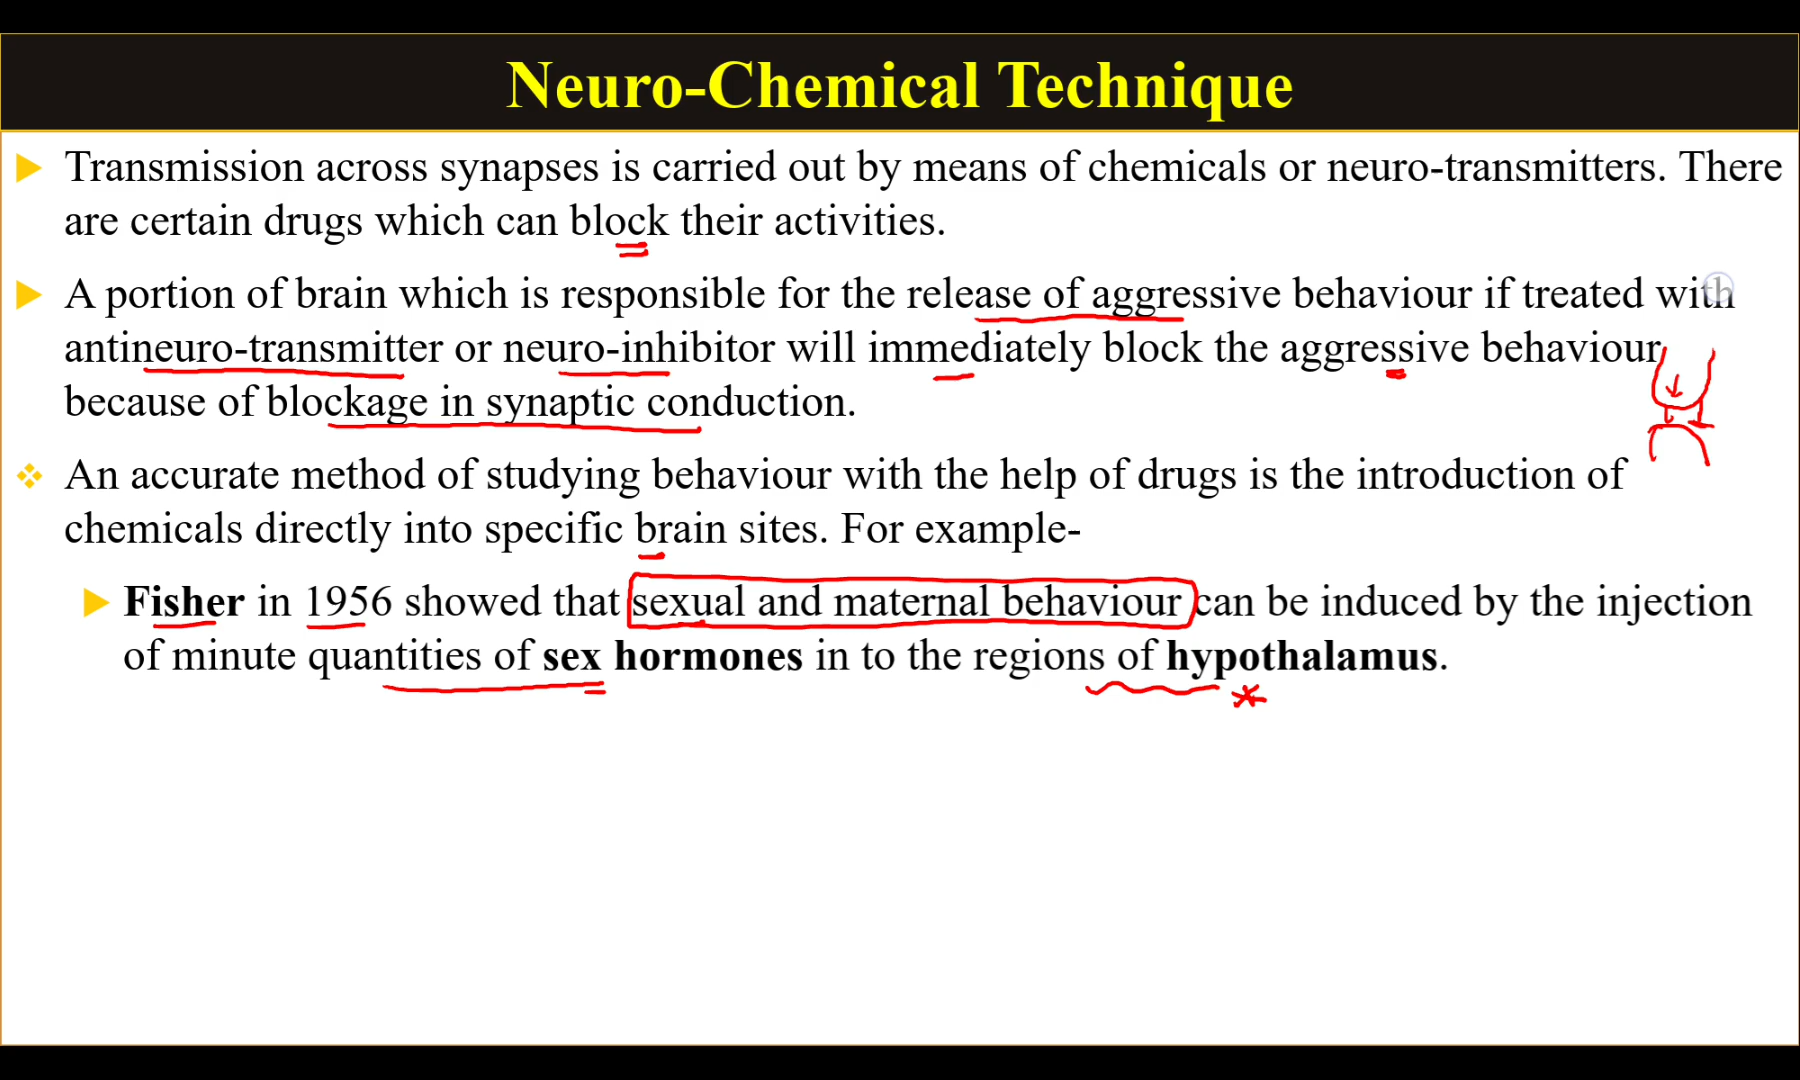 Neuro-Chemical Technique
Transmission across synapses is carried out by means of chemicals or neuro-transmitters. There
are certain drugs which can block their activities.
A portion of brain which is responsible for the release of aggressive behaviour if treated with
antineuro-transmitter or neuro-inhibitor will immediately block the aggressive behaviour
because of blockage in synaptic conduction.
An accurate method of studying behaviour with the help of drugs is the introduction of
chemicals directly into specific brain sites. For example-
Fisher in 1956 showed that sexual and maternal behaviour can be induced by the injection
of minute quantities of sex hormones in to the regions of hypothalamus.